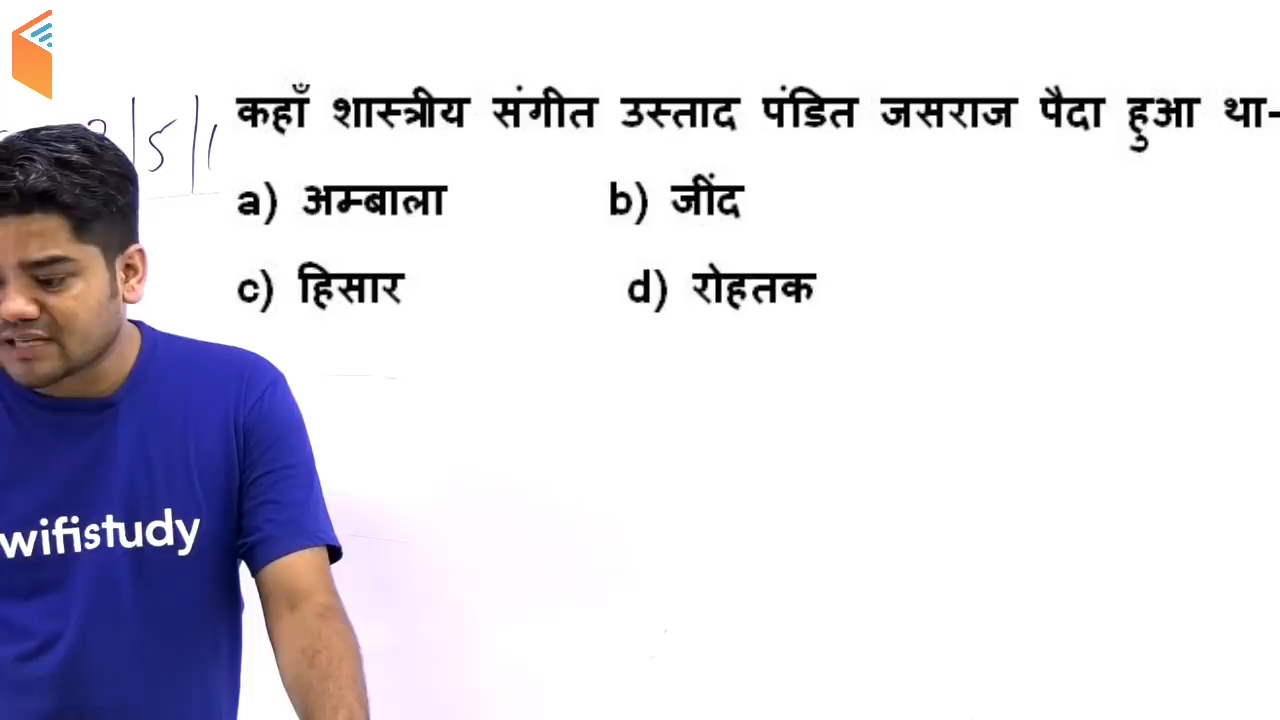 कहाँ शास्त्रीय संगीत उस्ताद पंडित जसराज पैदा हुआ था-
a) अम्बाला b) जींद
c) हिसार d) रोहतक
wifistudy